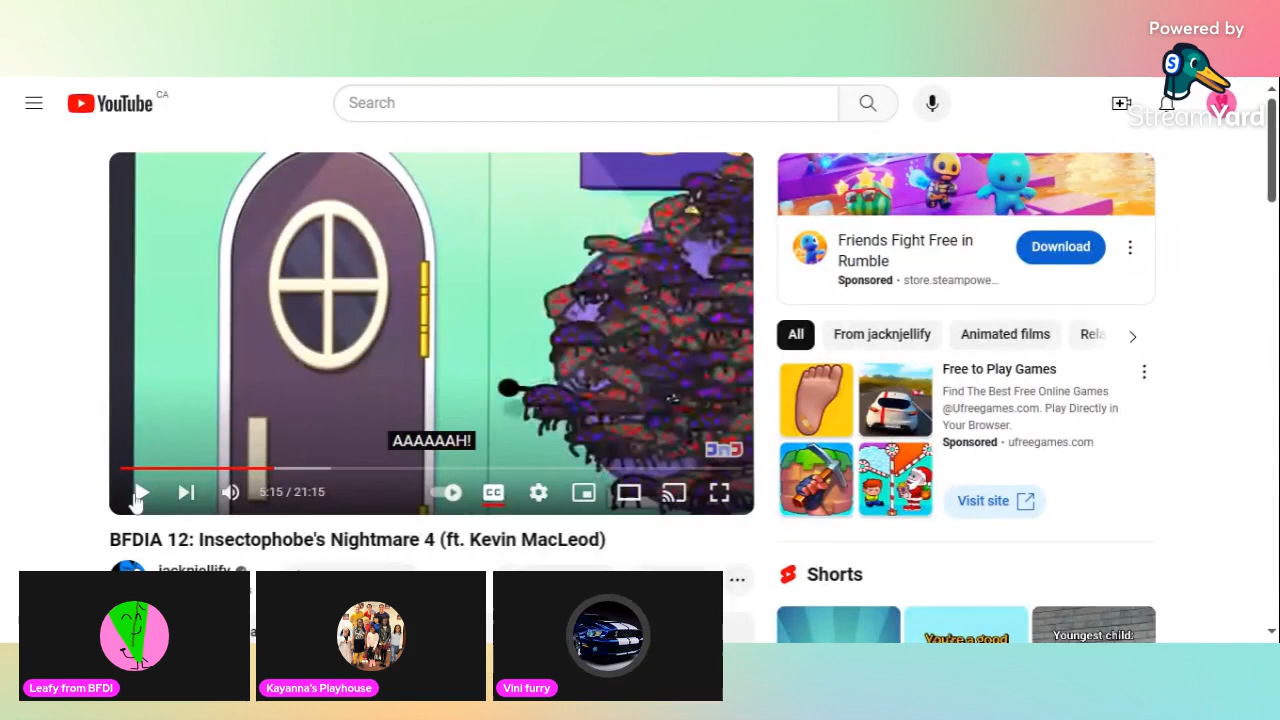 Powered by
StreamYard
YouTube CA
Search
Friends Fight Free in
Rumble
Sponsored · store.steampowe...
Download
All
From jacknjellify
Animated films
Rela
Free to Play Games
Find The Best Free Online Games
@Ufreegames.com. Play Directly in
Your Browser.
Sponsored · ufreegames.com
Visit site
AAAAAAH!
5:15 / 21:15
CC
BFDIA 12: Insectophobe's Nightmare 4 (ft. Kevin MacLeod)
jacknjellify
Shorts
You're a good
Youngest child:
Leafy from BFDI
Kayanna's Playhouse
Vini furry